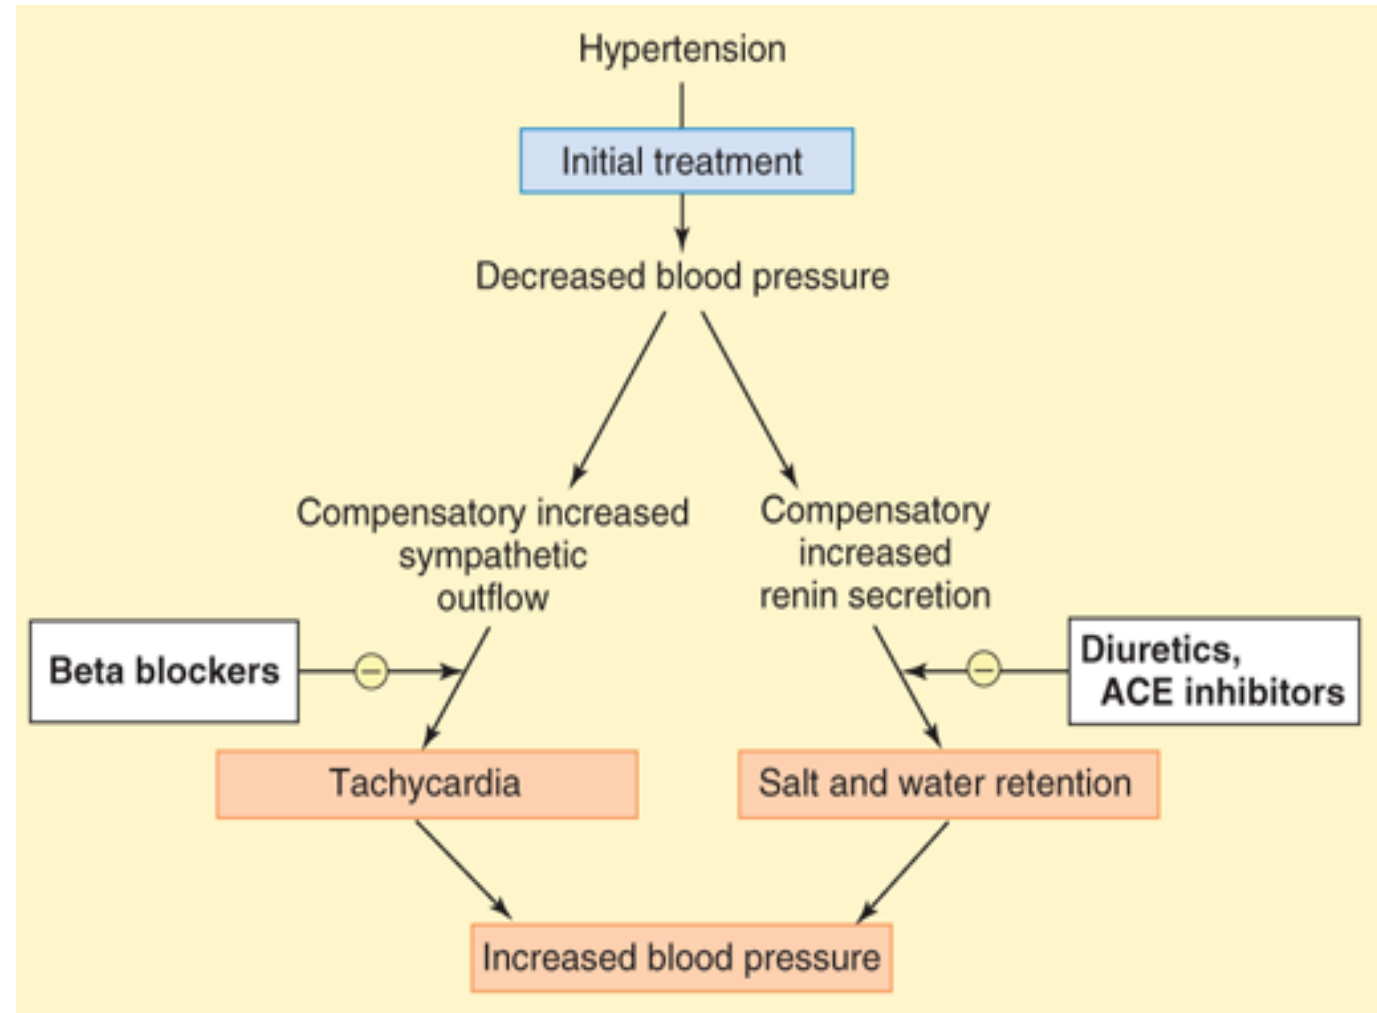 Hypertension
Initial treatment
Decreased blood pressure
Compensatory increased
sympathetic
outflow
Compensatory
increased
renin secretion
Beta blockers
−
−
Diuretics,
ACE inhibitors
Tachycardia
Salt and water retention
Increased blood pressure